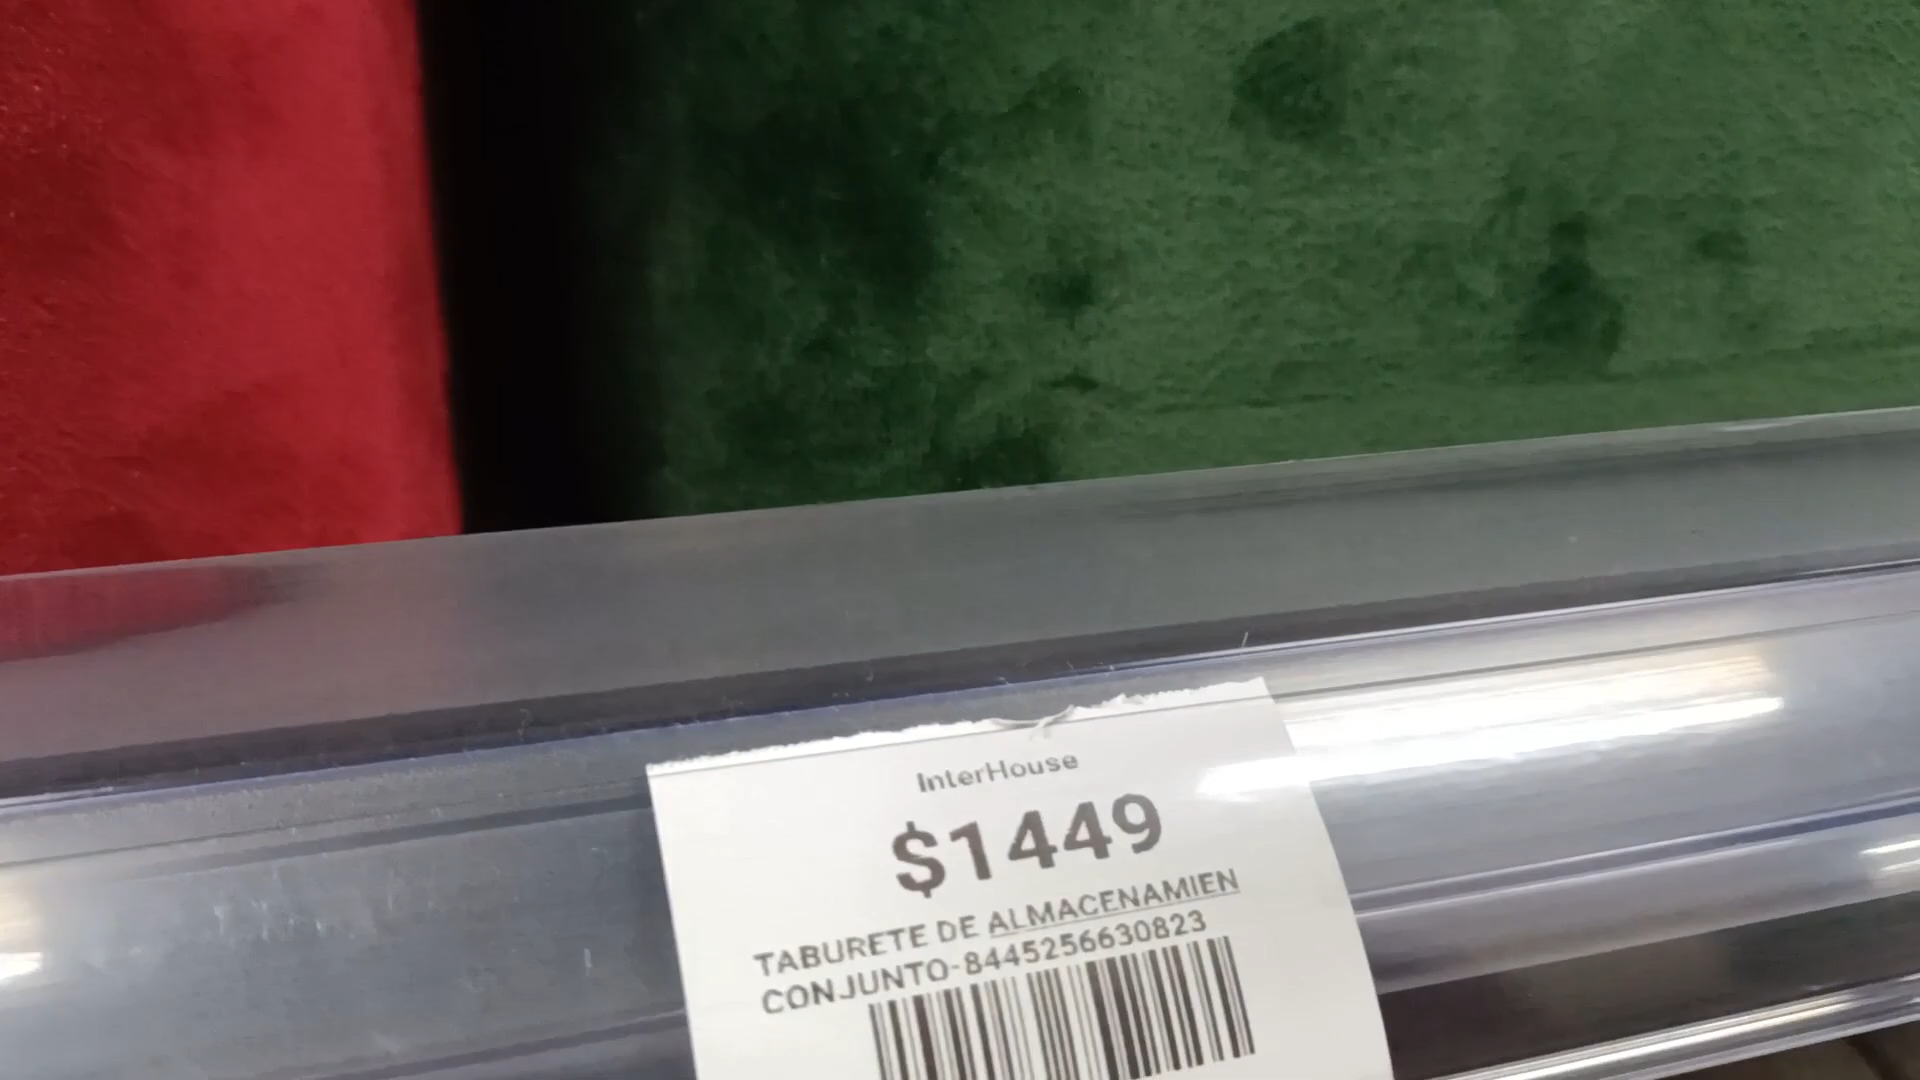 InterHouse
$1449
TABURETE DE ALMACENAMIEN
CONJUNTO-8445256630823